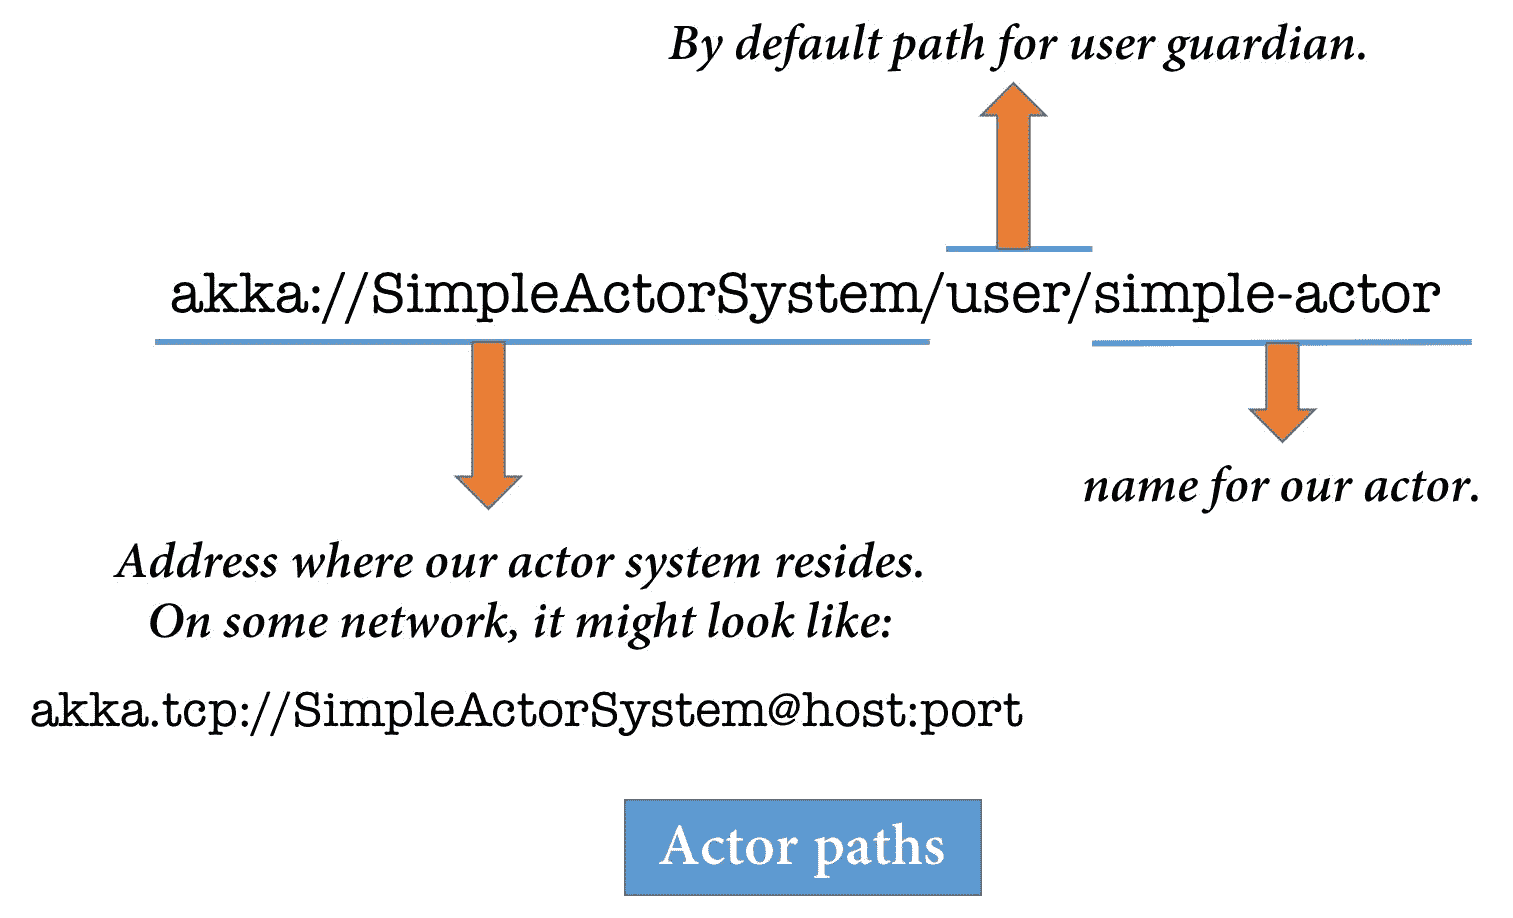 By default path for user guardian.
akka://SimpleActorSystem/user/simple-actor
name for our actor.
Address where our actor system resides.
On some network, it might look like:
akka.tcp://SimpleActorSystem@host:port
Actor paths